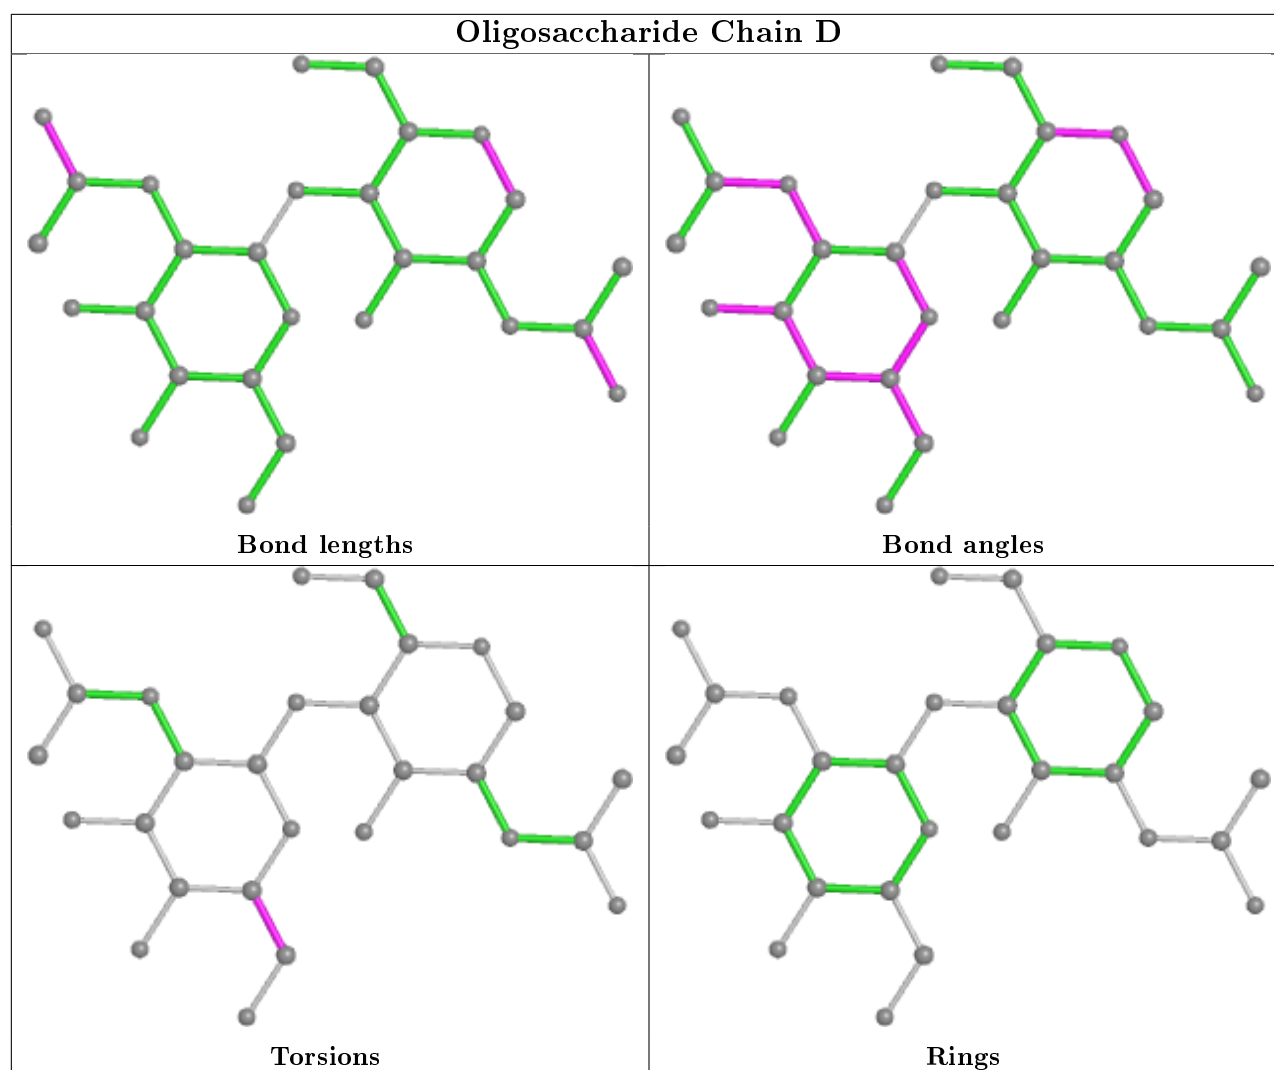 Oligosaccharide Chain D
Bond lengths
Bond angles
Torsions
Rings